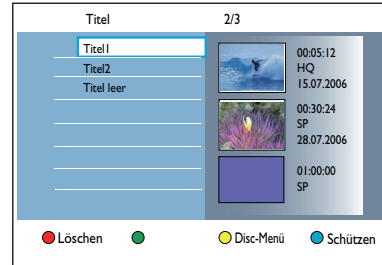 Titel 2/3
Titel1
Titel2
Titel leer
00:05:12
HQ
15.07.2006
00:30:24
SP
28.07.2006
01:00:00
SP
Löschen Disc-Menü Schützen